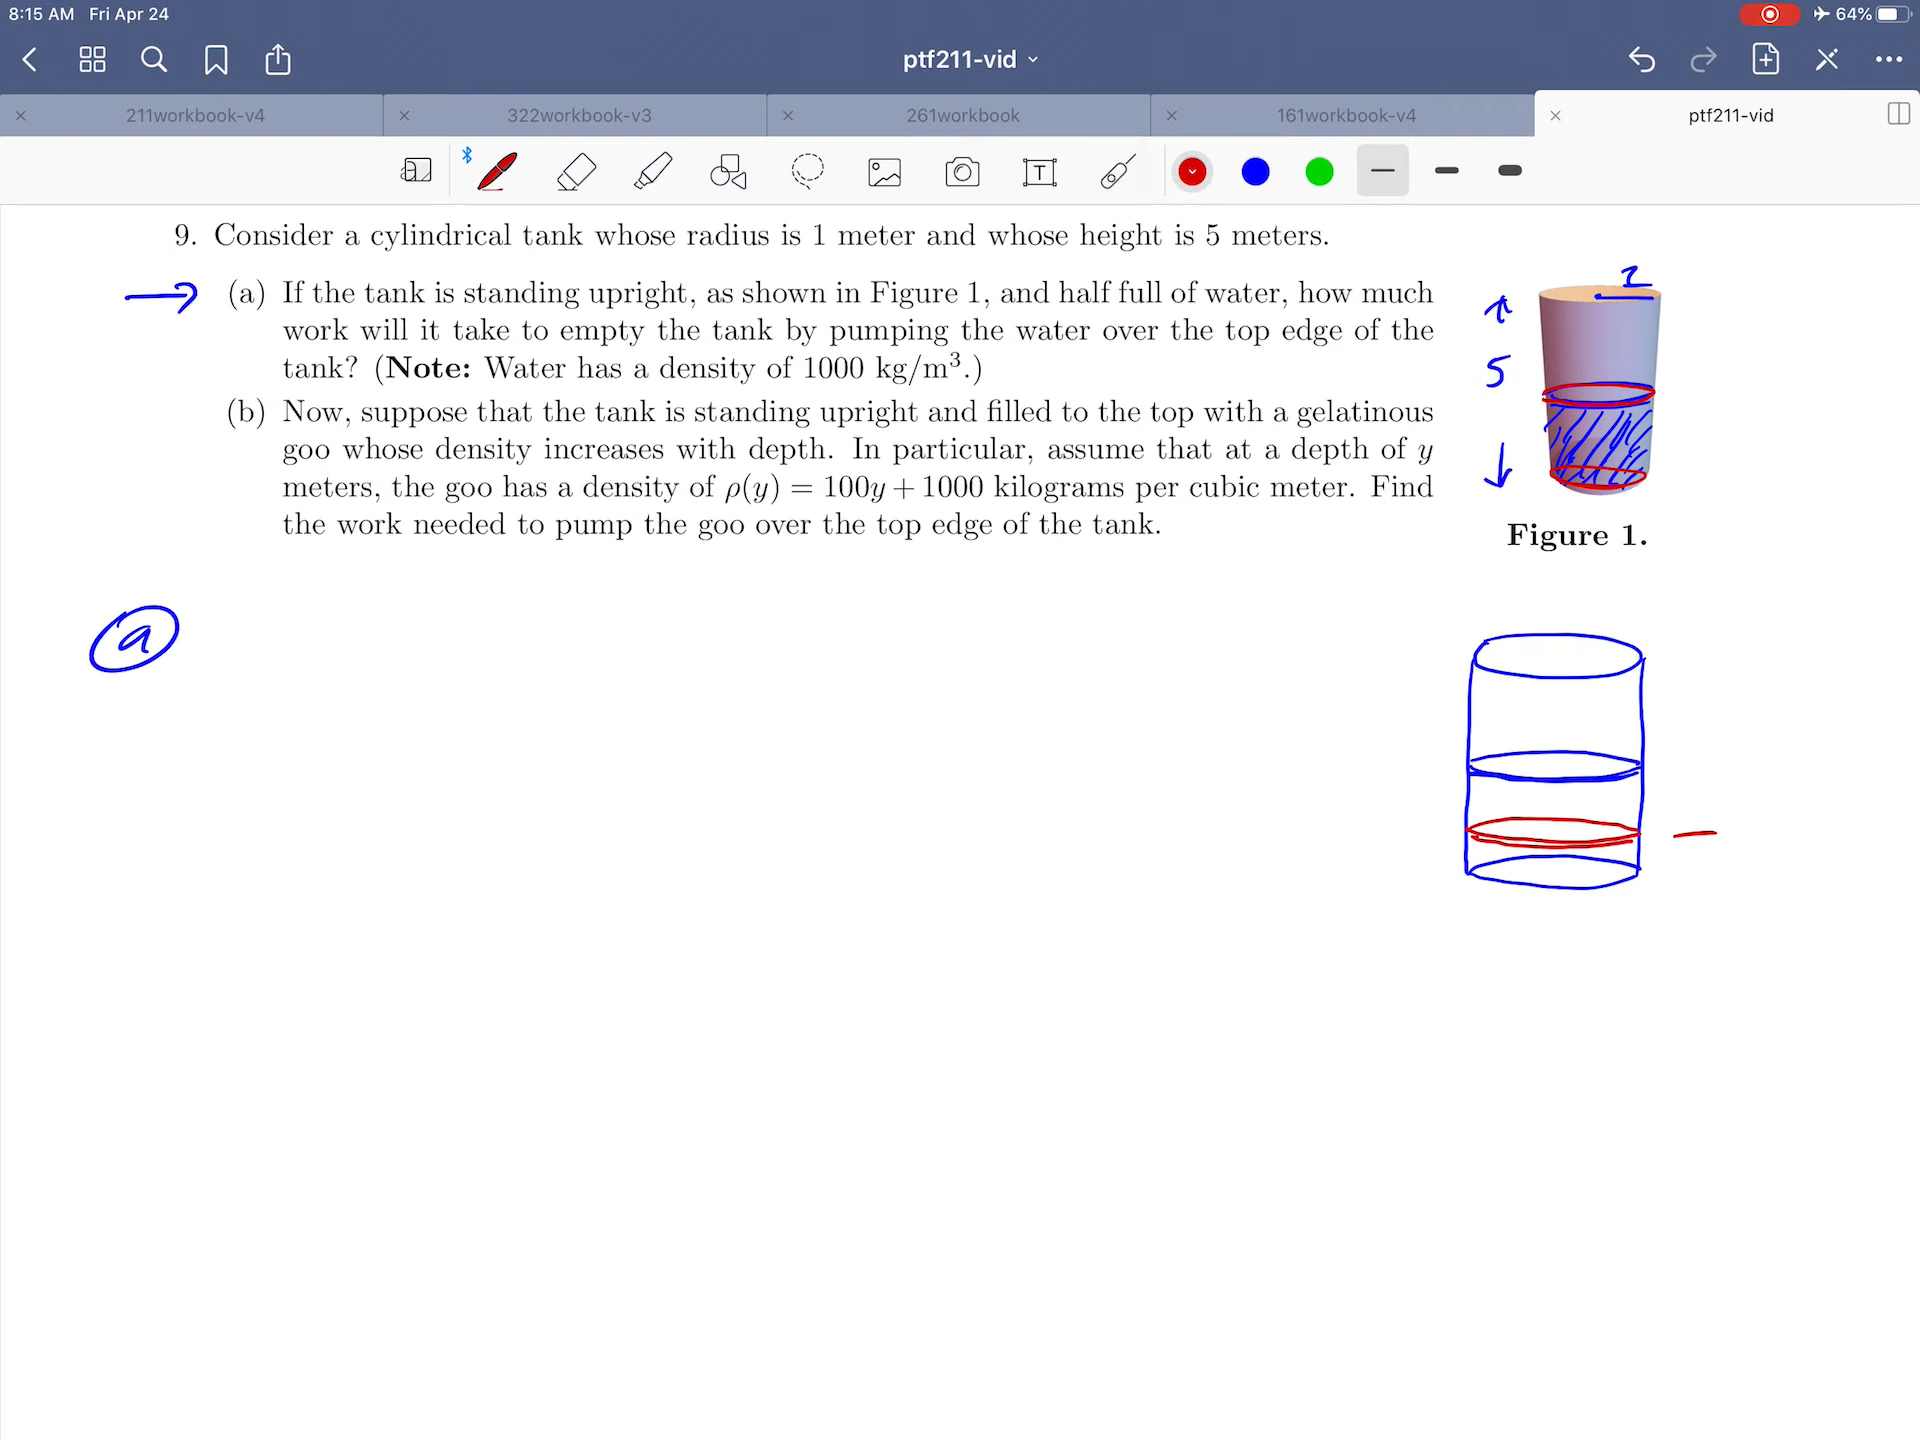 8:15 AM Fri Apr 24
64%
ptf211-vid
211workbook-v4
322workbook-v3
261workbook
161workbook-v4
ptf211-vid
9. Consider a cylindrical tank whose radius is 1 meter and whose height is 5 meters.
(a) If the tank is standing upright, as shown in Figure 1, and half full of water, how much
work will it take to empty the tank by pumping the water over the top edge of the
tank? (Note: Water has a density of 1000 kg/m³.)
(b) Now, suppose that the tank is standing upright and filled to the top with a gelatinous
goo whose density increases with depth. In particular, assume that at a depth of y
meters, the goo has a density of ρ(y) = 100y + 1000 kilograms per cubic meter. Find
the work needed to pump the goo over the top edge of the tank.
1
5
Figure 1.
a